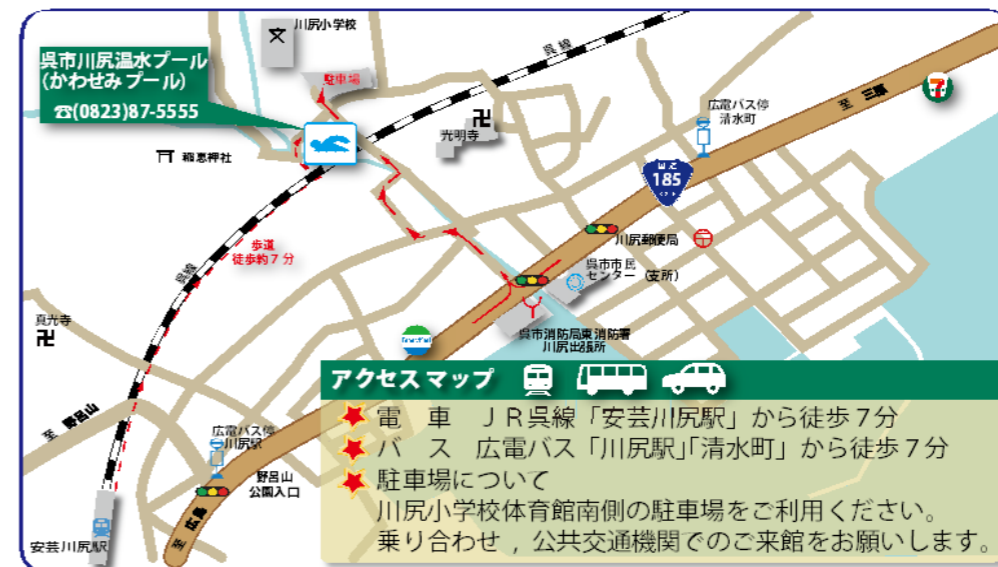 川尻小学校
文
駐車場
呉線
呉市川尻温水プール
(かわせみ プール)
☎(0823)87-5555
至 三原
7
広電バス停
清水町
卍
光明寺
稲恵神社
国道
185
川尻郵便局
呉市市民
センター(支所)
歩道
徒歩約7分
呉線
真光寺
卍
呉市消防局東消防署
川尻出張所
至 野呂山
広電バス停
川尻駅
野呂山
公園入口
至 広島
安芸川尻駅
アクセスマップ
電 車 JR呉線「安芸川尻駅」から徒歩7分
バ ス 広電バス「川尻駅」「清水町」から徒歩7分
駐車場について
川尻小学校体育館南側の駐車場をご利用ください。
乗り合わせ , 公共交通機関でのご来館をお願いします。